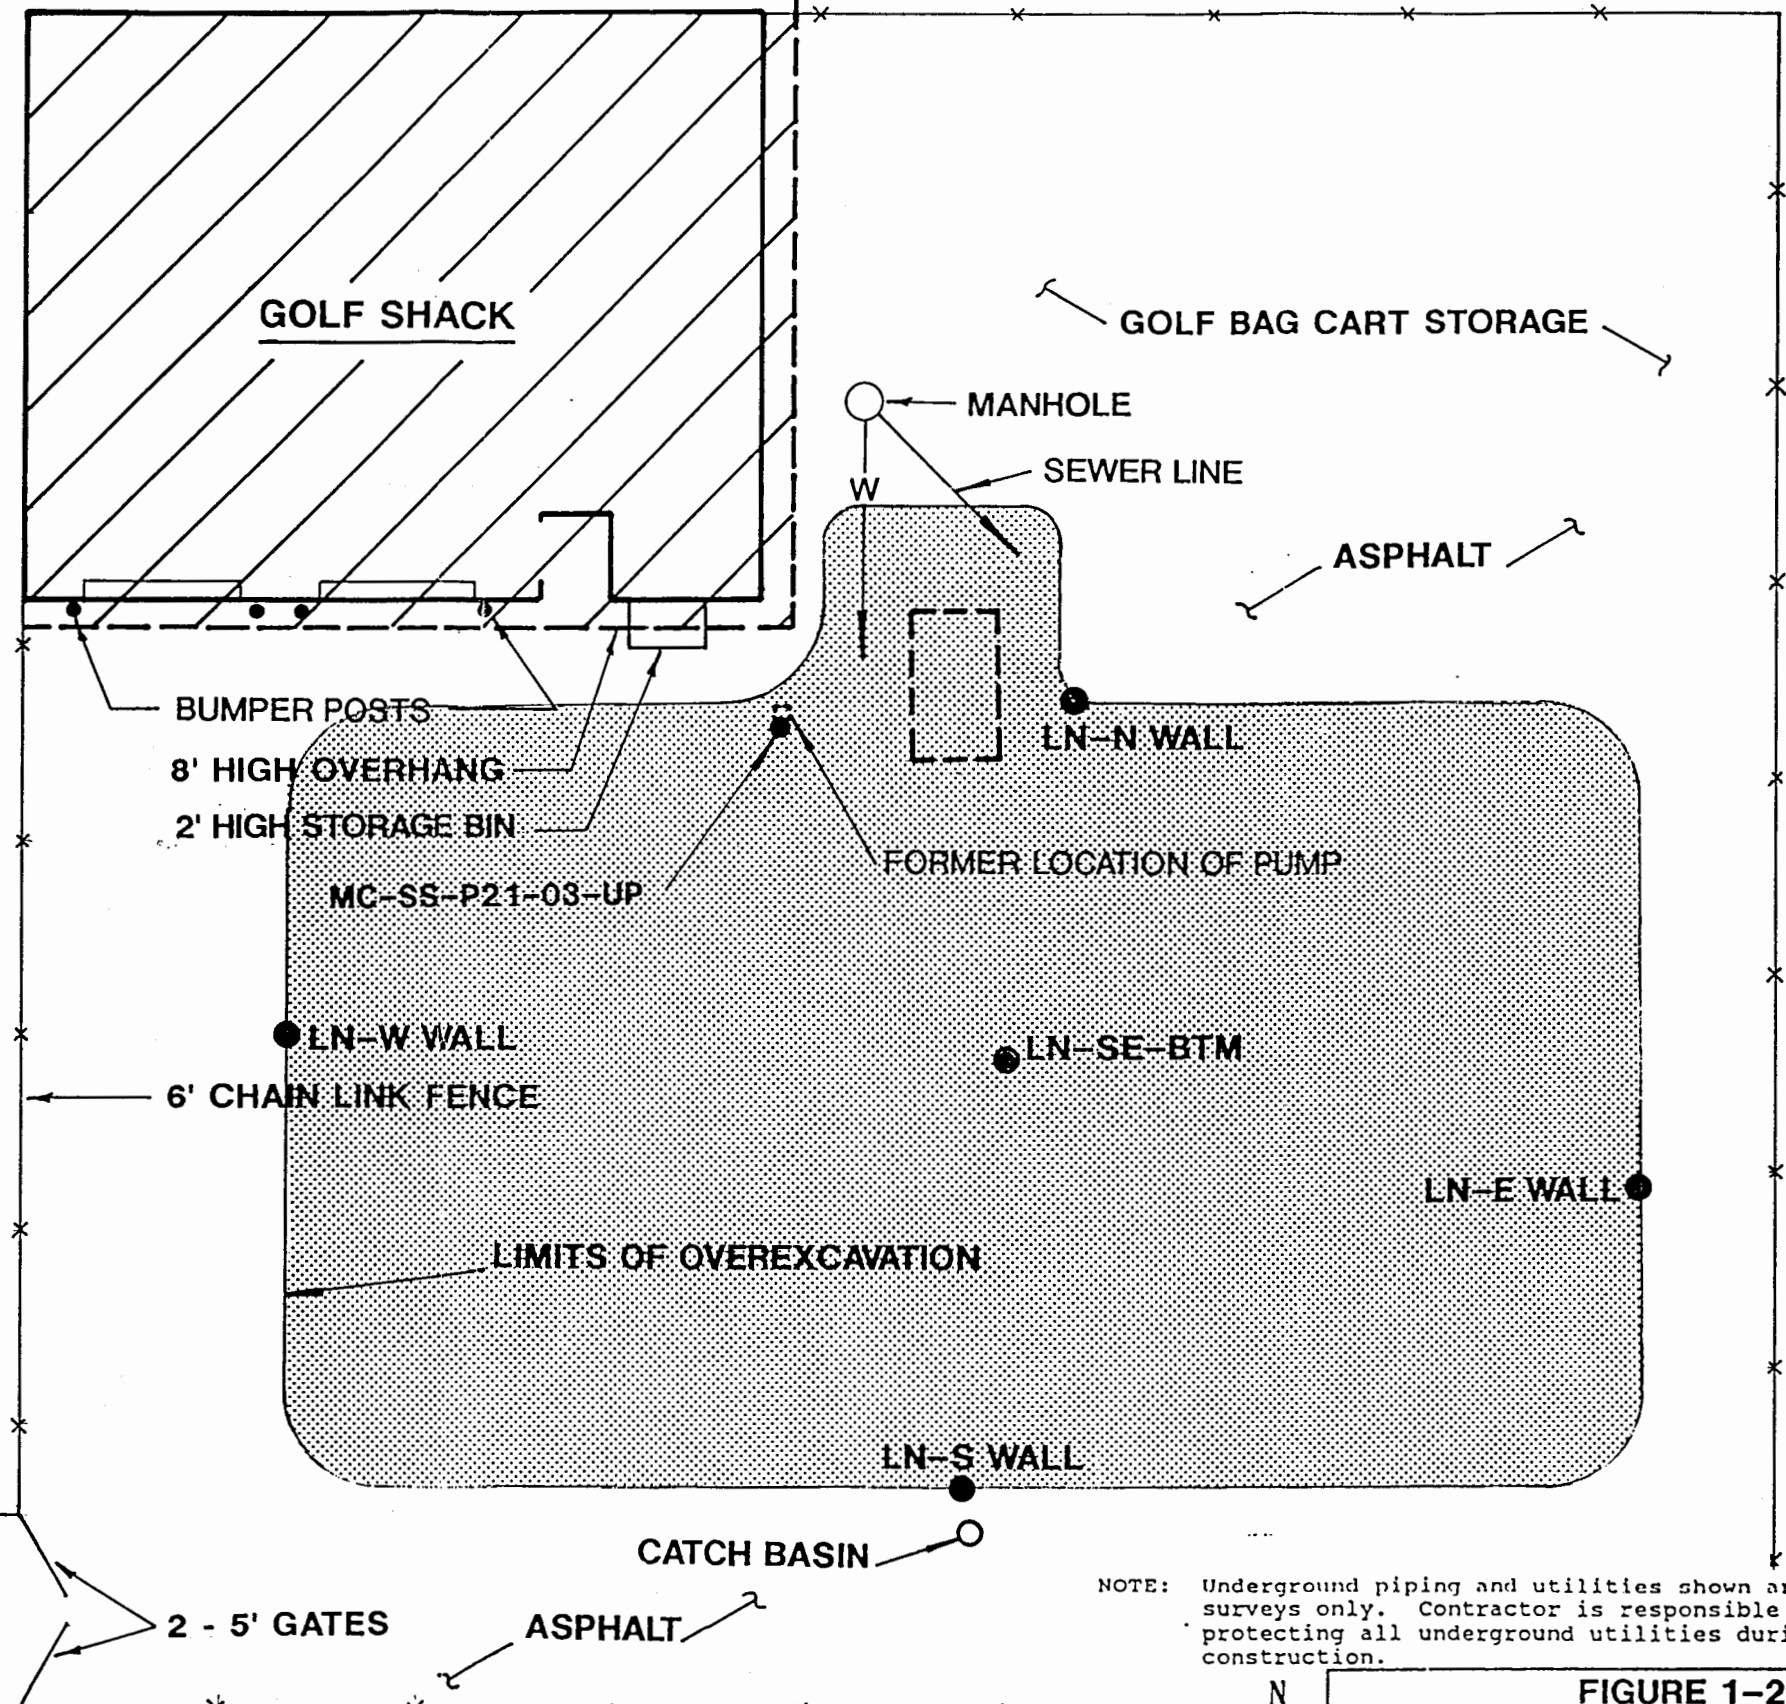 GOLF SHACK
GOLF BAG CART STORAGE
MANHOLE
SEWER LINE
W
ASPHALT
BUMPER POSTS
LN-N WALL
8' HIGH OVERHANG
2' HIGH STORAGE BIN
FORMER LOCATION OF PUMP
MC-SS-P21-03-UP
LN-W WALL
LN-SE-BTM
6' CHAIN LINK FENCE
LN-E WALL
LIMITS OF OVEREXCAVATION
LN-S WALL
CATCH BASIN
NOTE: Underground piping and utilities shown
surveys only. Contractor is responsible
protecting all underground utilities
construction.
2 - 5' GATES
ASPHALT
N
FIGURE 1-2